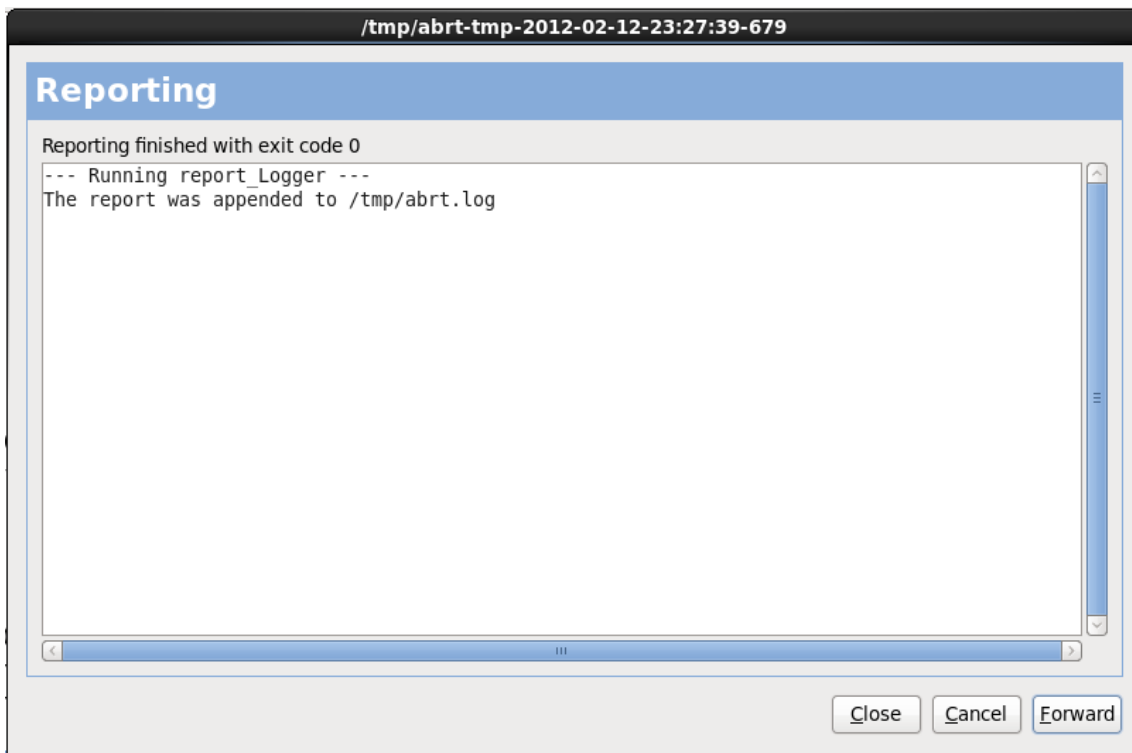 /tmp/abrt-tmp-2012-02-12-23:27:39-679
Reporting
Reporting finished with exit code 0
--- Running report_Logger ---
The report was appended to /tmp/abrt.log
Close Cancel Forward